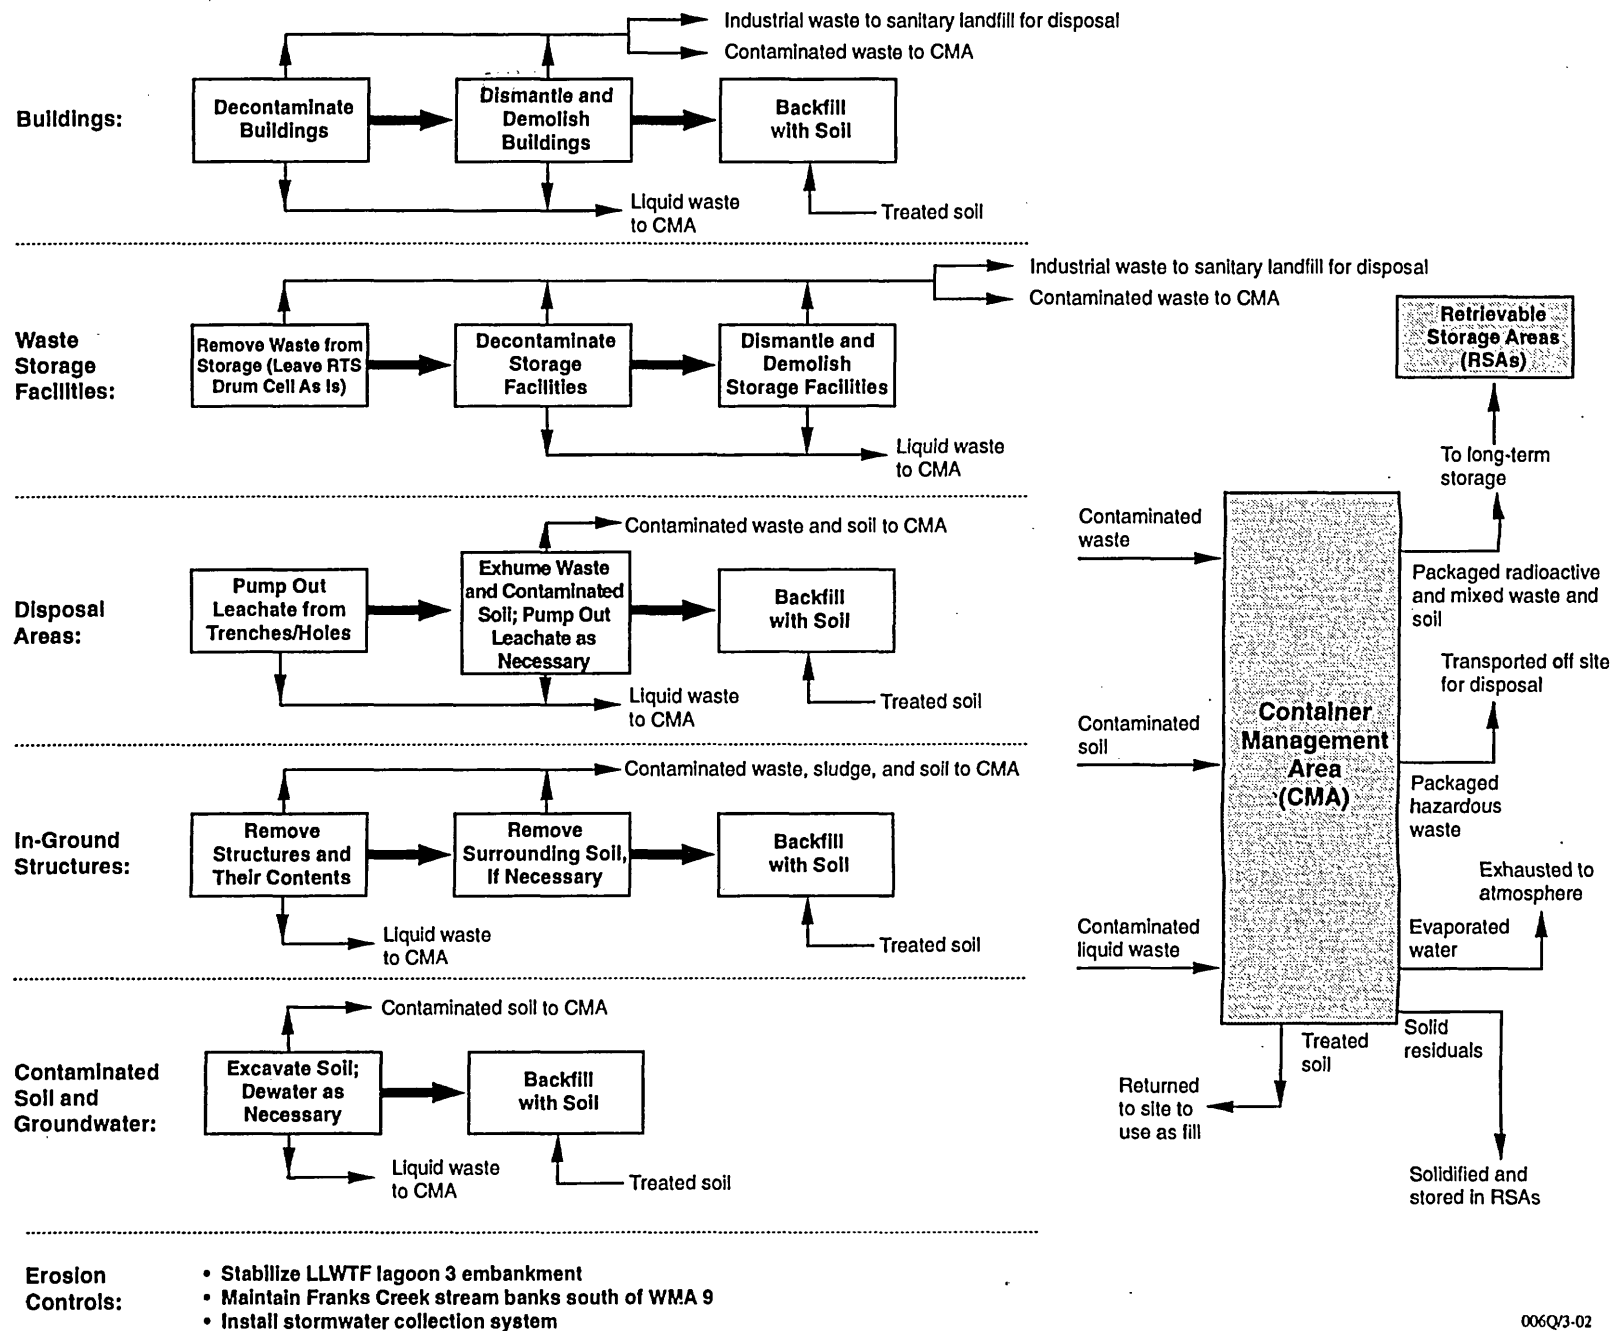 Industrial waste to sanitary landfill for disposal
Contaminated waste to CMA
Buildings:
Decontaminate
Buildings
Dismantle and
Demolish
Buildings
Backfill
with Soil
Liquid waste
to CMA
Treated soil
Industrial waste to sanitary landfill for disposal
Contaminated waste to CMA
Waste
Storage
Facilities:
Remove Waste from
Storage (Leave RTS
Drum Cell As Is)
Decontaminate
Storage
Facilities
Dismantle and
Demolish
Storage Facilities
Liquid waste
to CMA
Contaminated waste and soil to CMA
Disposal
Areas:
Pump Out
Leachate from
Trenches/Holes
Exhume Waste
and Contaminated
Soil; Pump Out
Leachate as
Necessary
Backfill
with Soil
Liquid waste
to CMA
Treated soil
Contaminated waste, sludge, and soil to CMA
In-Ground
Structures:
Remove
Structures and
Their Contents
Remove
Surrounding Soil,
If Necessary
Backfill
with Soil
Liquid waste
to CMA
Treated soil
Contaminated soil to CMA
Contaminated
Soil and
Groundwater:
Excavate Soil;
Dewater as
Necessary
Backfill
with Soil
Liquid waste
to CMA
Treated soil
Erosion
Controls:
• Stabilize LLWTF lagoon 3 embankment
• Maintain Franks Creek stream banks south of WMA 9
• Install stormwater collection system
Retrievable
Storage Areas
(RSAs)
To long-term
storage
Contaminated
waste
Packaged radioactive
and mixed waste and
soil
Transported off site
for disposal
Contaminated
soil
Container
Management
Area
(CMA)
Packaged
hazardous
waste
Exhausted to
atmosphere
Contaminated
liquid waste
Evaporated
water
Treated
soil
Solid
residuals
Returned
to site to
use as fill
Solidified and
stored in RSAs
006Q/3-02